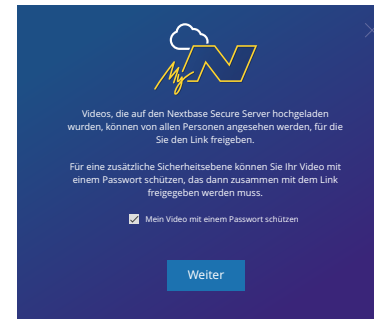 My N
Videos, die auf den Nextbase Secure Server hochgeladen
wurden, können von allen Personen angesehen werden, für die
Sie den Link freigeben.
Für eine zusätzliche Sicherheitsebene können Sie Ihr Video mit
einem Passwort schützen, das dann zusammen mit dem Link
freigegeben werden muss.
Mein Video mit einem Passwort schützen
Weiter